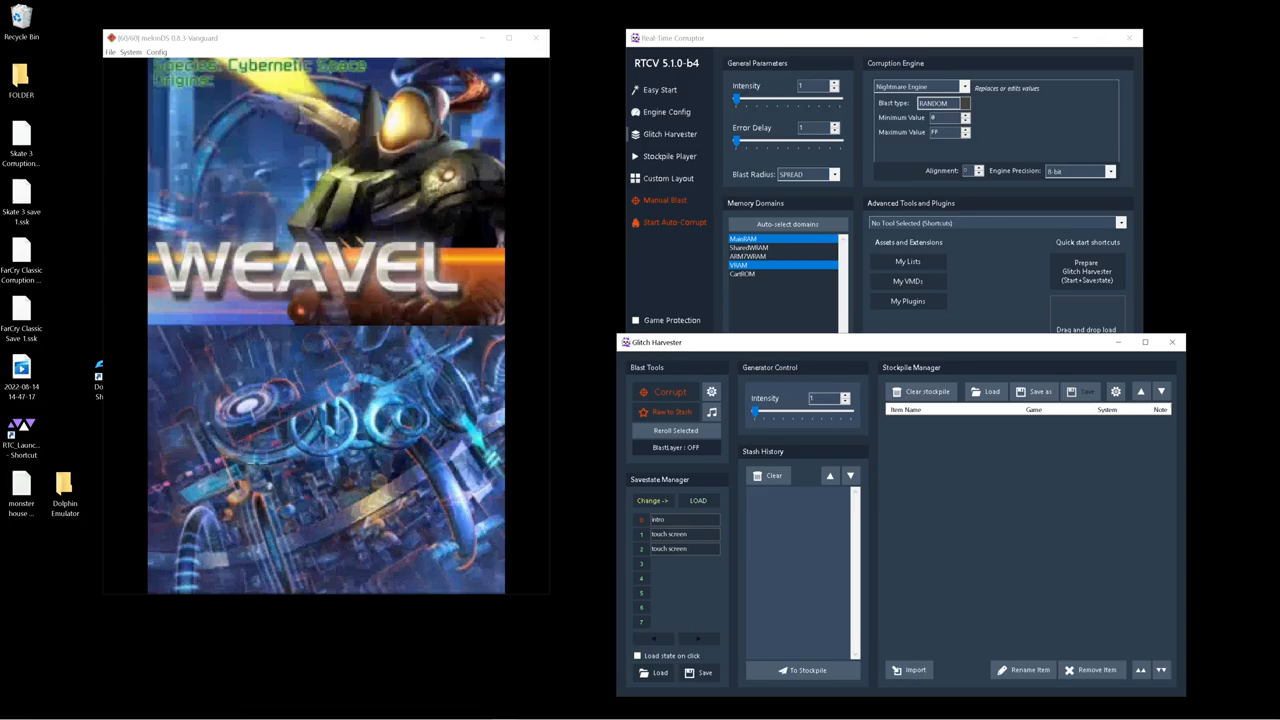 Recycle Bin
FOLDER
Skate 3
Corruption...
Skate 3 save
1.ssk
FarCry Classic
Corruption ...
FarCry Classic
Save 1.ssk
2022-08-14
14-47-17
RTC_Launc...
- Shortcut
monster
house ...
Dolphin
Emulator
Do
Sh
(60/60) melonDS 0.8.3-Vanguard
File System Config
Species: Cybernetic Space
Origins:
WEAVEL
Real-Time Corruptor
RTCV 5.1.0-b4
Easy Start
Engine Config
Glitch Harvester
Stockpile Player
Custom Layout
Manual Blast
Start Auto-Corrupt
Game Protection
General Parameters
Intensity 1
Error Delay 1
Blast Radius: SPREAD
Memory Domains
Auto-select domains
MainRAM
SharedWRAM
ARM7WRAM
VRAM
CartROM
Corruption Engine
Nightmare Engine Replaces or edits values
Blast type: RANDOM
Minimum Value 0
Maximum Value FF
Alignment: 0 Engine Precision: 8-bit
Advanced Tools and Plugins
No Tool Selected (Shortcuts)
Assets and Extensions
My Lists
My VMDs
My Plugins
Quick start shortcuts
Prepare
Glitch Harvester
(Start+Savestate)
Drag and drop load
Glitch Harvester
Blast Tools
Corrupt
Raw to Stash
Reroll Selected
BlastLayer : OFF
Savestate Manager
Change -> LOAD
0 intro
1 touch screen
2 touch screen
3
4
5
6
7
Load state on click
Load Save
Generator Control
Intensity 1
Stash History
Clear
To Stockpile
Stockpile Manager
Clear stockpile Load Save as Save
Item Name Game System Note
Import Rename Item Remove Item